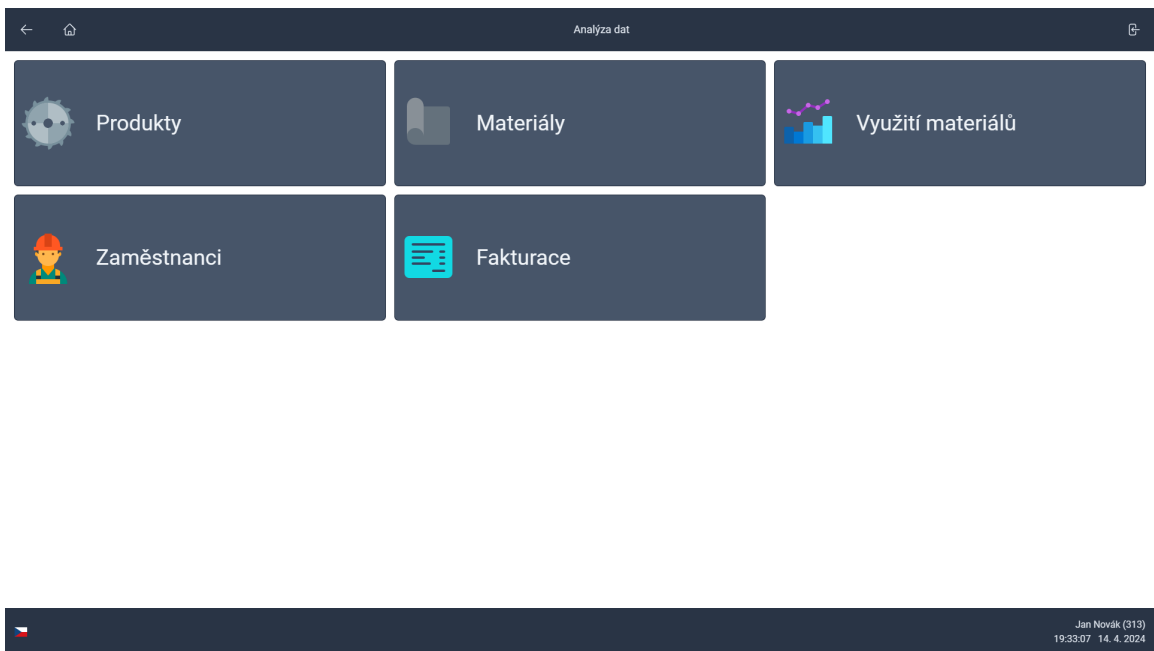 Analýza dat
Produkty
Materiály
Využití materiálů
Zaměstnanci
Fakturace
Jan Novák (313)
19:33:07 14. 4. 2024